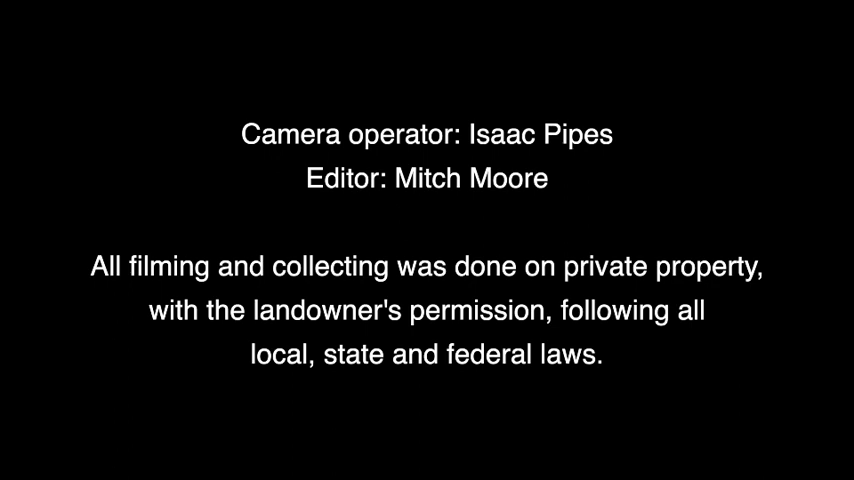 Camera operator: Isaac Pipes
Editor: Mitch Moore
All filming and collecting was done on private property,
with the landowner's permission, following all
local, state and federal laws.